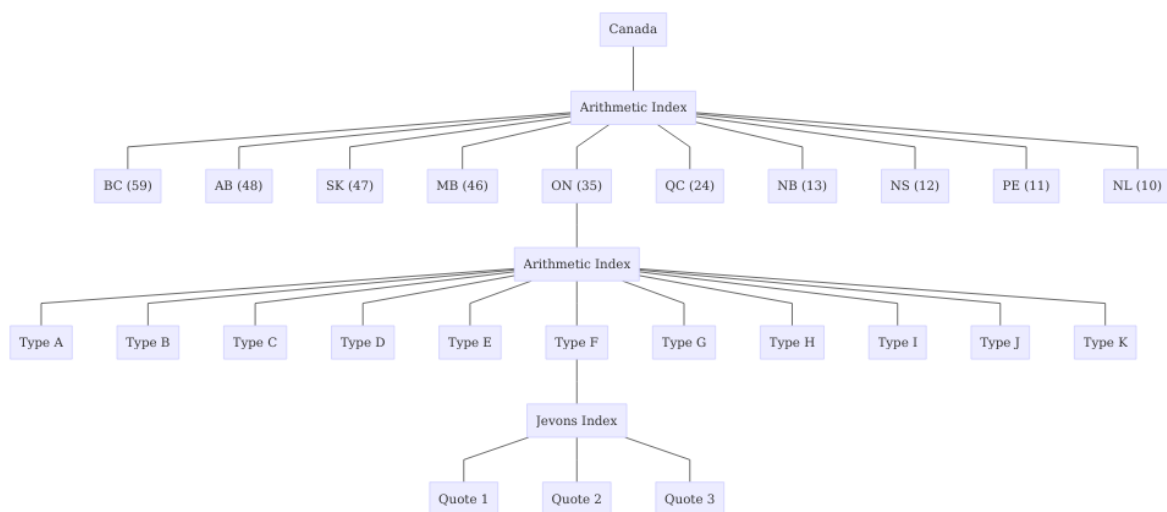 Canada
Arithmetic Index
BC (59)
AB (48)
SK (47)
MB (46)
ON (35)
QC (24)
NB (13)
NS (12)
PE (11)
NL (10)
Arithmetic Index
Type A
Type B
Type C
Type D
Type E
Type F
Type G
Type H
Type I
Type J
Type K
Jevons Index
Quote 1
Quote 2
Quote 3